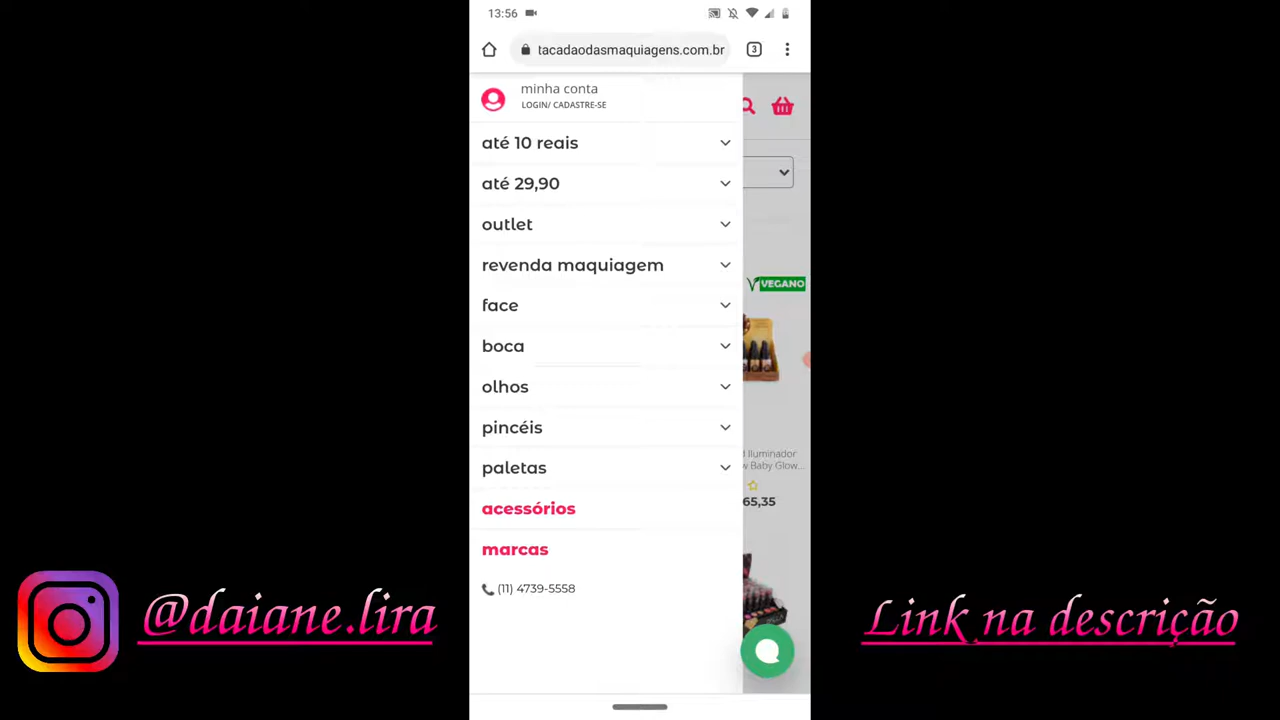 13:56
tacadaodasmaquiagens.com.br
3
minha conta
LOGIN/ CADASTRE-SE
até 10 reais
até 29,90
outlet
revenda maquiagem
face
boca
olhos
pincéis
paletas
acessórios
marcas
(11) 4739-5558
VEGANO
Iluminador
Baby Glow...
65,35
@daiane.lira
Link na descrição